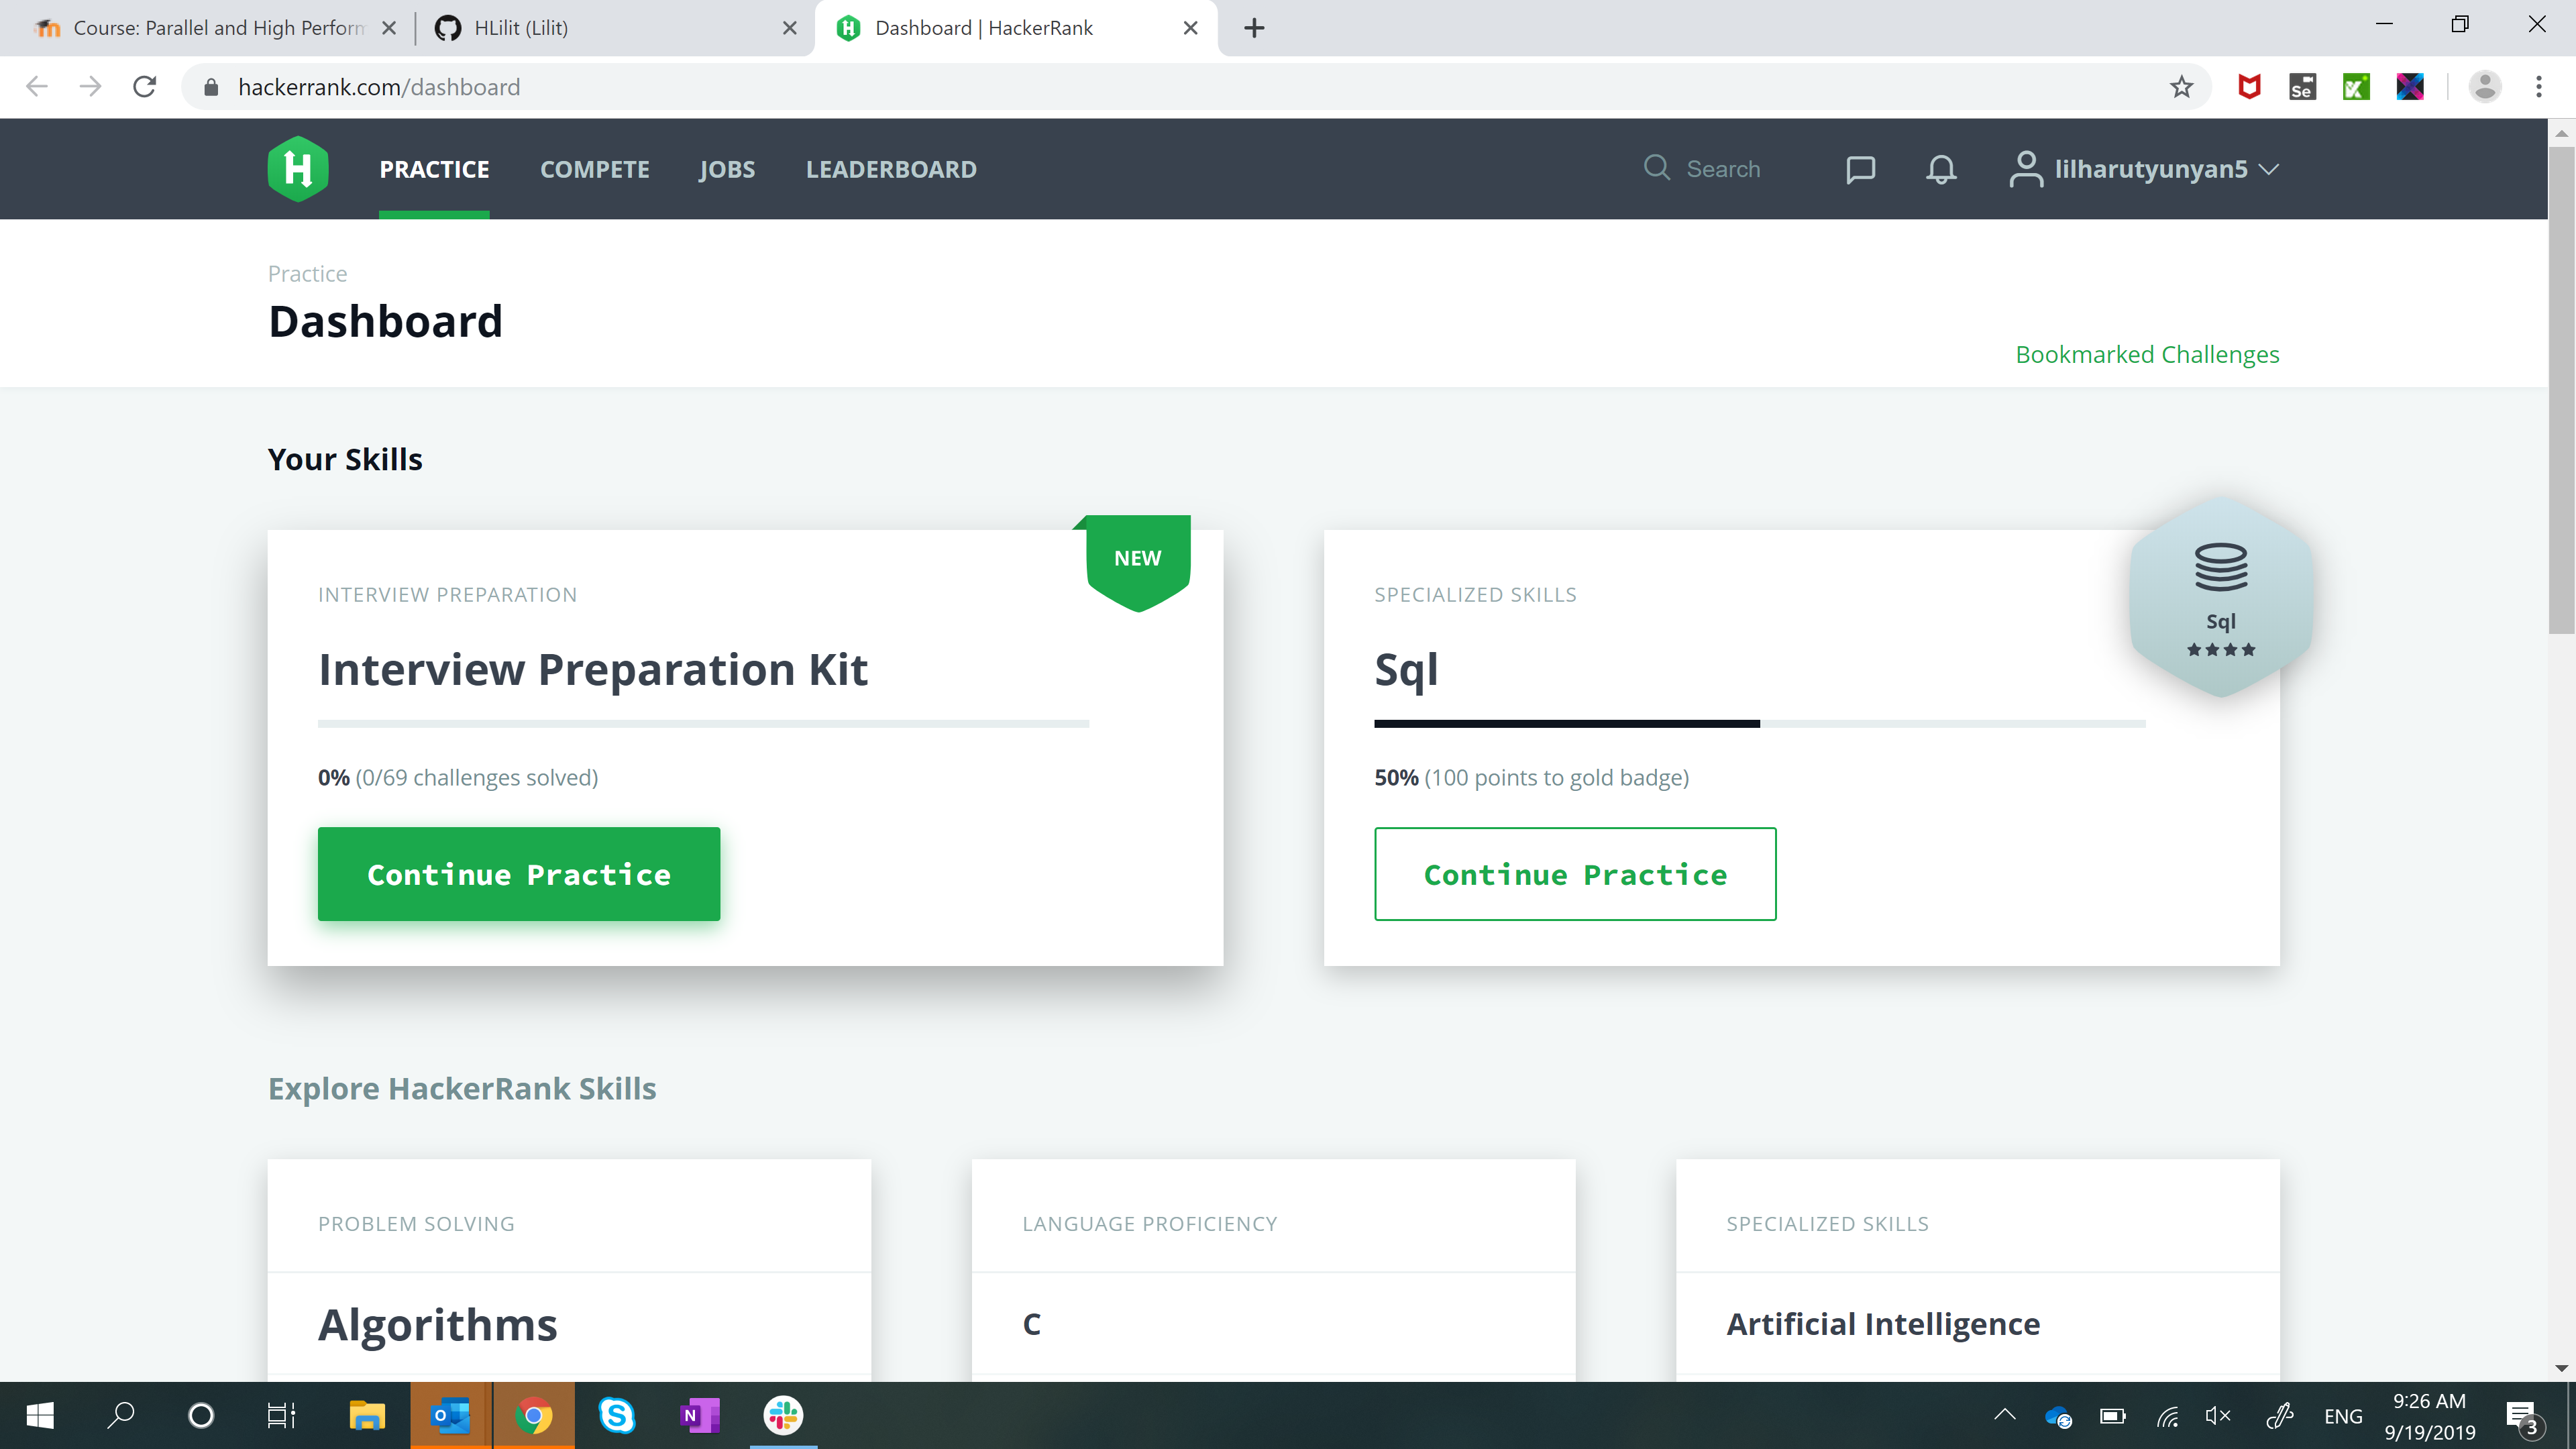 Course: Parallel and High Perform
HLilit (Lilit)
Dashboard | HackerRank
hackerrank.com/dashboard
Se
H
PRACTICE
COMPETE
JOBS
LEADERBOARD
Search
lilharutyunyan5
Practice
Dashboard
Bookmarked Challenges
Your Skills
NEW
INTERVIEW PREPARATION
Interview Preparation Kit
0% (0/69 challenges solved)
Continue Practice
SPECIALIZED SKILLS
Sql
Sql
50% (100 points to gold badge)
Continue Practice
Explore HackerRank Skills
PROBLEM SOLVING
Algorithms
LANGUAGE PROFICIENCY
C
SPECIALIZED SKILLS
Artificial Intelligence
ENG
9:26 AM
9/19/2019
3